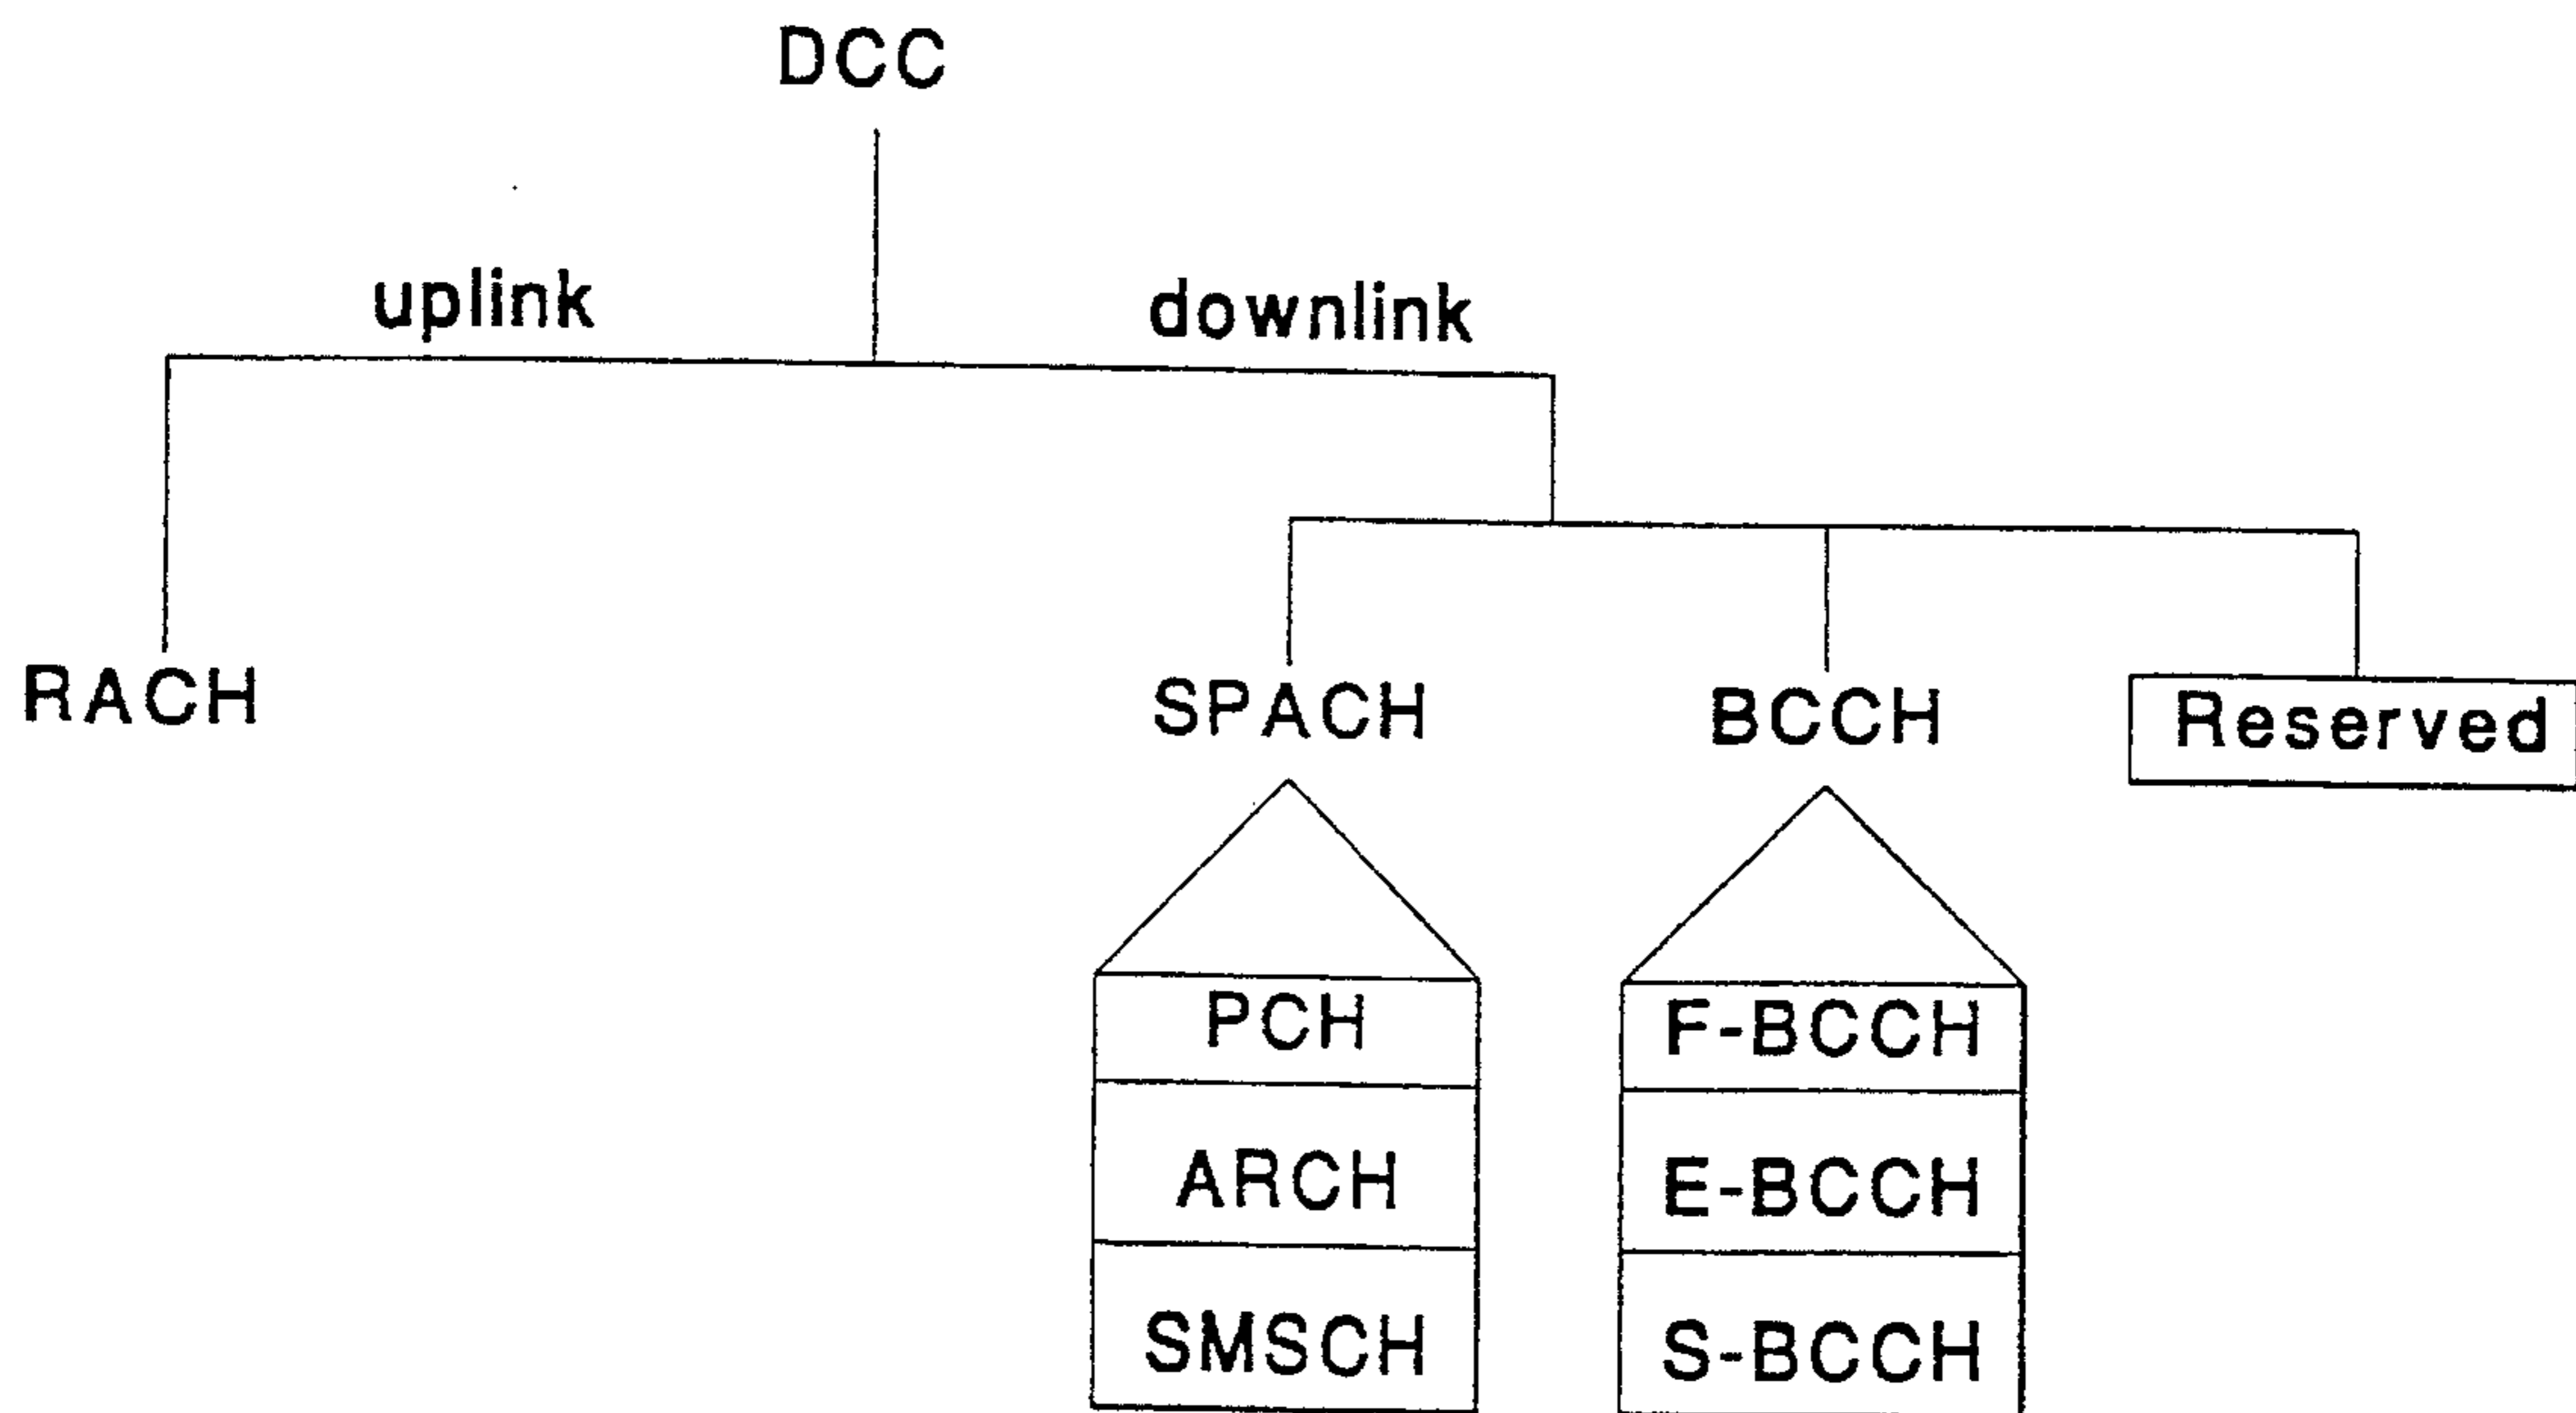 DCC
uplink
downlink
RACH
SPACH
BCCH
Reserved
PCH
ARCH
SMSCH
F-BCCH
E-BCCH
S-BCCH